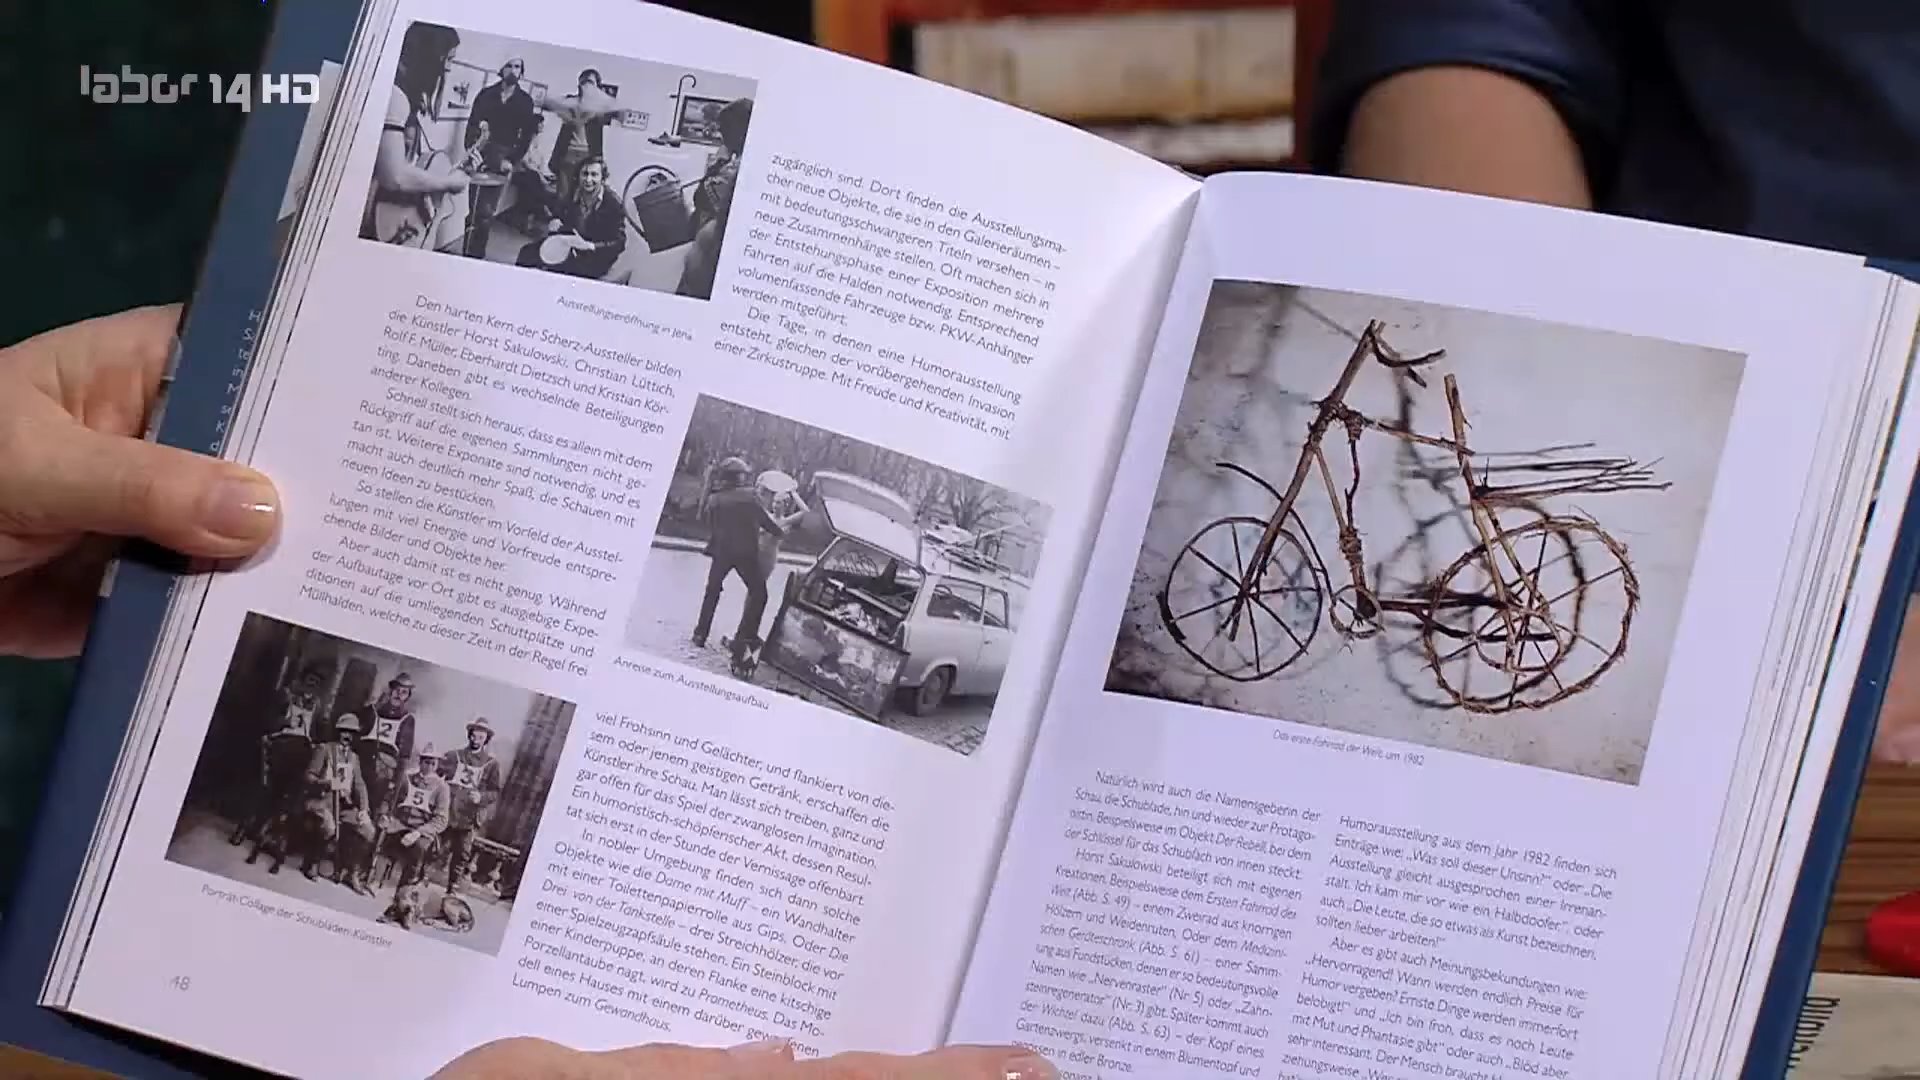 labor 14 HD
Ausstellungseröffnung in Jena
Den harten Kern der Scherz-Aussteller bilden
die Künstler Horst Sakulowski, Christian Lüttich,
Rolf F. Müller, Eberhardt Dietzsch und Kristian Kör-
ting. Daneben gibt es wechselnde Beteiligungen
anderer Kollegen.
Schnell stellt sich heraus, dass es allein mit dem
Rückgriff auf die eigenen Sammlungen nicht ge-
tan ist. Weitere Exponate sind notwendig, und es
macht auch deutlich mehr Spaß, die Schauen mit
neuen Ideen zu bestücken.
So stellen die Künstler im Vorfeld der Ausstel-
lungen mit viel Energie und Vorfreude entspre-
chende Bilder und Objekte her.
Aber auch damit ist es nicht genug. Während
der Aufbautage vor Ort gibt es ausgiebige Expe-
ditionen auf die umliegenden Schuttplätze und
Müllhalden, welche zu dieser Zeit in der Regel frei
Porträt-Collage der Schubladen-Künstler
48
zugänglich sind. Dort finden die Ausstellungsma-
cher neue Objekte, die sie in den Galerieräumen –
mit bedeutungsschwangeren Titeln versehen – in
neue Zusammenhänge stellen. Oft machen sich in
der Entstehungsphase einer Exposition mehrere
Fahrten auf die Halden notwendig. Entsprechend
volumenfassende Fahrzeuge bzw. PKW-Anhänger
werden mitgeführt.
Die Tage, in denen eine Humorausstellung
entsteht, gleichen der vorübergehenden Invasion
einer Zirkustruppe. Mit Freude und Kreativität, mit
Anreise zum Ausstellungsaufbau
viel Frohsinn und Gelächter, und flankiert von die-
sem oder jenem geistigen Getränk, erschaffen die
Künstler ihre Schau. Man lässt sich treiben, ganz und
gar offen für das Spiel der zwanglosen Imagination.
Ein humoristisch-schöpferischer Akt, dessen Resul-
tat sich erst in der Stunde der Vernissage offenbart.
In nobler Umgebung finden sich dann solche
Objekte wie die Dame mit Muff – ein Wandhalter
mit einer Toilettenpapierrolle aus Gips. Oder Die
Drei von der Tankstelle – drei Streichhölzer, die vor
einer Spielzeugzapfsäule stehen. Ein Steinblock mit
einer Kinderpuppe, an deren Flanke eine kitschige
Porzellantaube nagt, wird zu Prometheus. Das Mo-
dell eines Hauses mit einem darüber geworfenen
Lumpen zum Gewandhaus.
Das erste Fahrrad der Welt, um 1982
Natürlich wird auch die Namensgeberin der
Schau, die Schublade, hin und wieder zur Protago-
nistin. Beispielsweise im Objekt Der Rebell, bei dem
der Schlüssel für das Schubfach von innen steckt.
Horst Sakulowski beteiligt sich mit eigenen
Kreationen. Beispielsweise dem Ersten Fahrrad der
Welt (Abb. S. 49) – einem Zweirad aus knorrigen
Hölzern und Weidenruten. Oder dem Medizini-
schen Geräteschrank (Abb. S. 61) – einer Samm-
lung aus Fundstücken, denen er so bedeutungsvolle
Namen wie „Nervenraster“ (Nr. 5) oder „Zahn-
steinregenerator“ (Nr. 3) gibt. Später kommt auch
der Wichtel dazu (Abb. S. 63) – der Kopf eines
Gartenzwergs, versenkt in einem Blumentopf und
gegossen in edler Bronze.
Humorausstellung aus dem Jahr 1982 finden sich
Einträge wie: „Was soll dieser Unsinn?“ oder „Die
Ausstellung gleicht ausgesprochen einer Irrenan-
stalt. Ich kam mir vor wie ein Halbdoofer.“, oder
auch „Die Leute, die so etwas als Kunst bezeichnen,
sollten lieber arbeiten!“
Aber es gibt auch Meinungsbekundungen wie:
„Hervorragend! Wann werden endlich Preise für
Humor vergeben? Ernste Dinge werden immerfort
belobigt!“ und „Ich bin froh, dass es noch Leute
mit Mut und Phantasie gibt“ oder auch „Blöd aber
sehr interessant. Der Mensch braucht
ziehungsweise